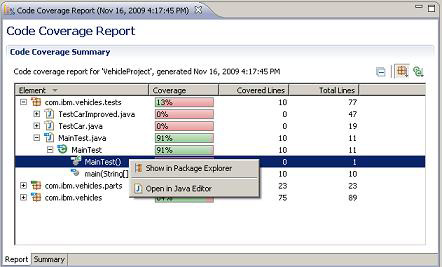 Code Coverage Report (Nov 16, 2009 4:17:45 PM)
Code Coverage Report
Code Coverage Summary
Code coverage report for 'VehicleProject', generated Nov 16, 2009 4:17:45 PM
Element Coverage Covered Lines Total Lines
com.ibm.vehicles.tests 13% 10 77
TestCarImproved.java 0% 0 47
TestCar.java 0% 0 19
MainTest.java 91% 10 11
MainTest 91% 10 11
MainTest() 0 1
Show in Package Explorer
main(String[] 10 10
Open in Java Editor
com.ibm.vehicles.parts 23 23
com.ibm.vehicles 84% 75 89
Report Summary